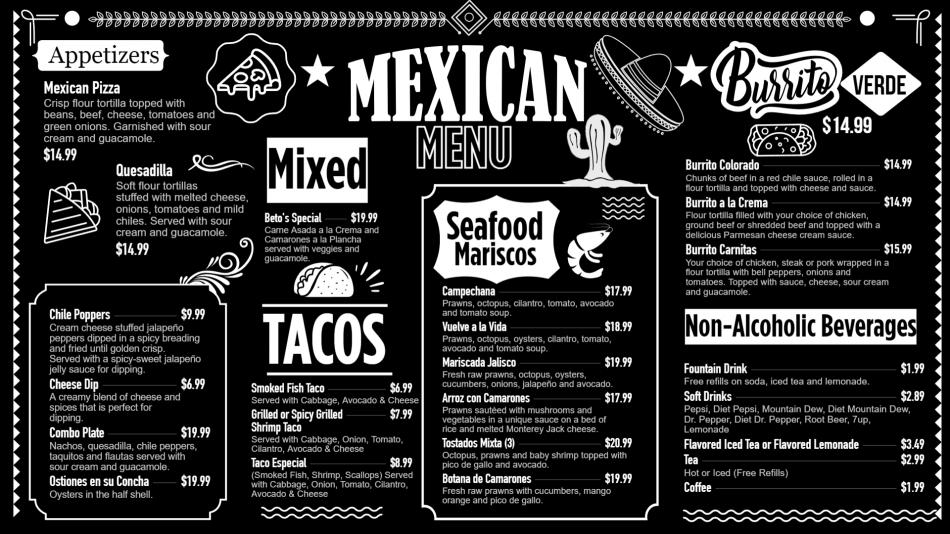 Appetizers
Mexican Pizza
Crisp flour tortilla topped with
beans, beef, cheese, tomatoes and
green onions. Garnished with sour
cream and guacamole.
$14.99
Quesadilla
Soft flour tortillas
stuffed with melted cheese,
onions, tomatoes and mild
chiles. Served with sour
cream and guacamole.
$14.99
Chile Poppers $9.99
Cream cheese stuffed jalapeño
peppers dipped in a spicy breading
and fried until golden crisp.
Served with a spicy-sweet jalapeño
jelly sauce for dipping.
Cheese Dip $6.99
A creamy blend of cheese and
spices that is perfect for
dipping.
Combo Plate $19.99
Nachos, quesadilla, chile peppers,
taquitos and flautas served with
sour cream and guacamole.
Ostiones en su Concha $19.99
Oysters in the half shell.
MEXICAN
MENU
Mixed
Beto's Special $19.99
Carne Asada a la Crema and
Camarones a la Plancha
served with veggies and
guacamole.
TACOS
Smoked Fish Taco $6.99
Served with Cabbage, Avocado & Cheese
Grilled or Spicy Grilled $7.99
Shrimp Taco
Served with Cabbage, Onion, Tomato,
Cilantro, Avocado & Cheese
Taco Especial $8.99
(Smoked Fish, Shrimp, Scallops) Served
with Cabbage, Onion, Tomato, Cilantro,
Avocado & Cheese
Seafood
Mariscos
Campechana $17.99
Prawns, octopus, cilantro, tomato, avocado
and tomato soup.
Vuelve a la Vida $18.99
Prawns, octopus, oysters, cilantro, tomato,
avocado and tomato soup.
Mariscada Jalisco $19.99
Fresh raw prawns, octopus, oysters,
cucumbers, onions, jalapeño and avocado.
Arroz con Camarones $17.99
Prawns sautéed with mushrooms and
vegetables in a unique sauce on a bed of
rice and melted Monterey Jack cheese.
Tostados Mixta (3) $20.99
Octopus, prawns and baby shrimp topped with
pico de gallo and avocado.
Botana de Camarones $19.99
Fresh raw prawns with cucumbers, mango
orange and pico de gallo.
Burrito
VERDE
$14.99
Burrito Colorado $14.99
Chunks of beef in a red chile sauce, rolled in a
flour tortilla and topped with cheese and sauce.
Burrito a la Crema $14.99
Flour tortilla filled with your choice of chicken,
ground beef or shredded beef and topped with a
delicious Parmesan cheese cream sauce.
Burrito Carnitas $15.99
Your choice of chicken, steak or pork wrapped in a
flour tortilla with bell peppers, onions and
tomatoes. Topped with sauce, cheese, sour cream
and guacamole.
Non-Alcoholic Beverages
Fountain Drink $1.99
Free refills on soda, iced tea and lemonade.
Soft Drinks $2.89
Pepsi, Diet Pepsi, Mountain Dew, Diet Mountain Dew,
Dr. Pepper, Diet Dr. Pepper, Root Beer, 7up,
Lemonade
Flavored Iced Tea or Flavored Lemonade $3.49
Tea $2.99
Hot or Iced (Free Refills)
Coffee $1.99